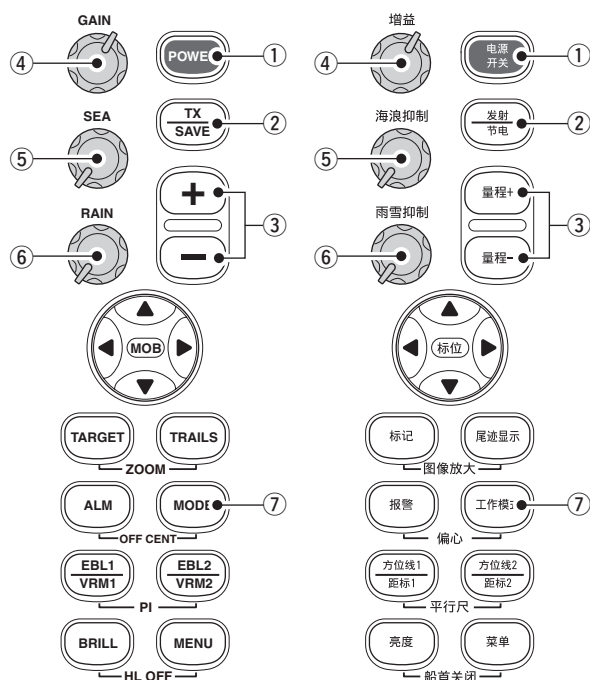 GAIN
④
POWE
①
TX
SAVE
②
SEA
⑤
+
③
RAIN
⑥
−
MOB
TARGET
TRAILS
ZOOM
ALM
MODE
⑦
OFF CENT
EBL1
VRM1
EBL2
VRM2
PI
BRILL
MENU
HL OFF
增益
④
电源
开关
①
发射
节电
②
海浪抑制
⑤
量程+
③
雨雪抑制
⑥
量程-
标位
标记
尾迹显示
图像放大
报警
工作模
⑦
偏心
方位线1
距标1
方位线2
距标2
平行尺
亮度
菜单
船首关闭